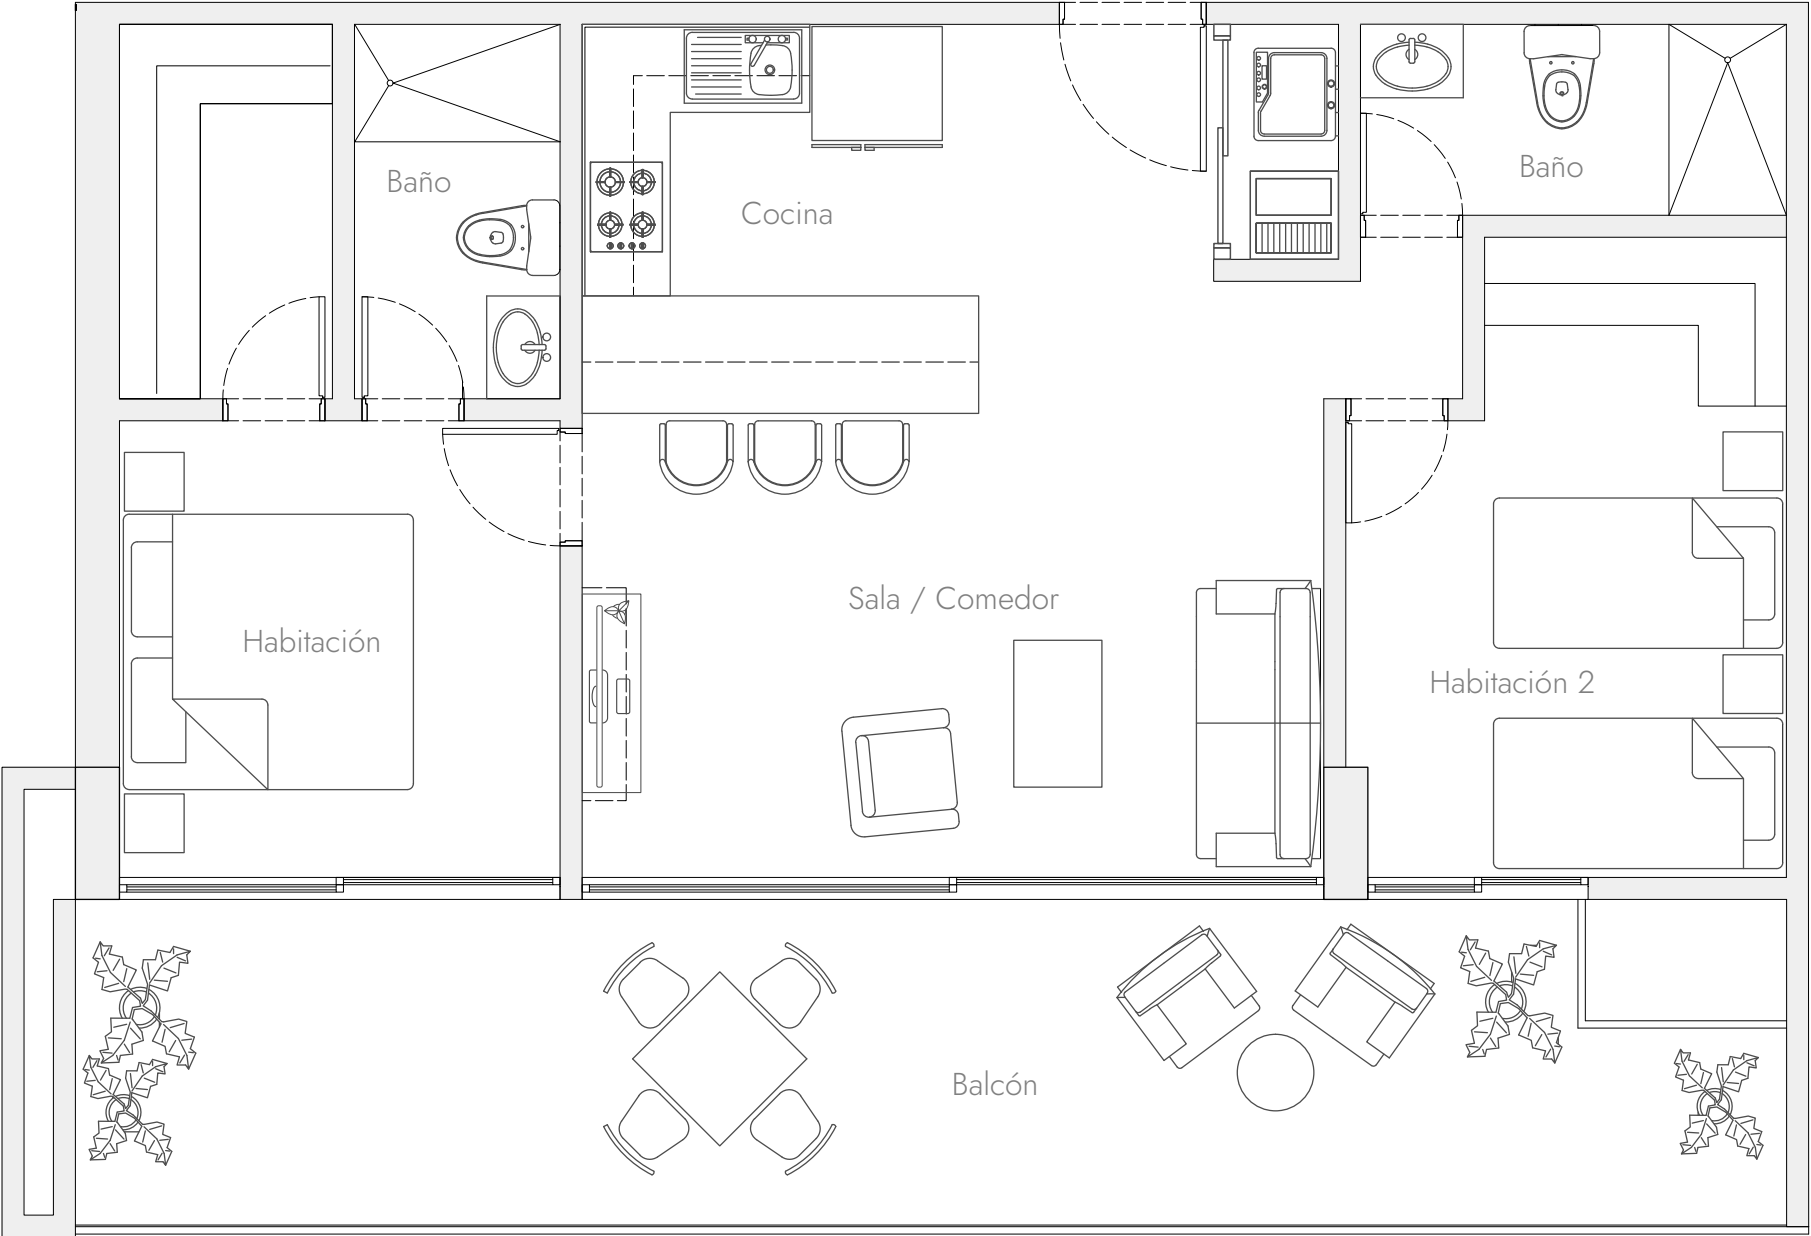 Baño
Baño
Cocina
Sala / Comedor
Habitación
Habitación 2
Balcón